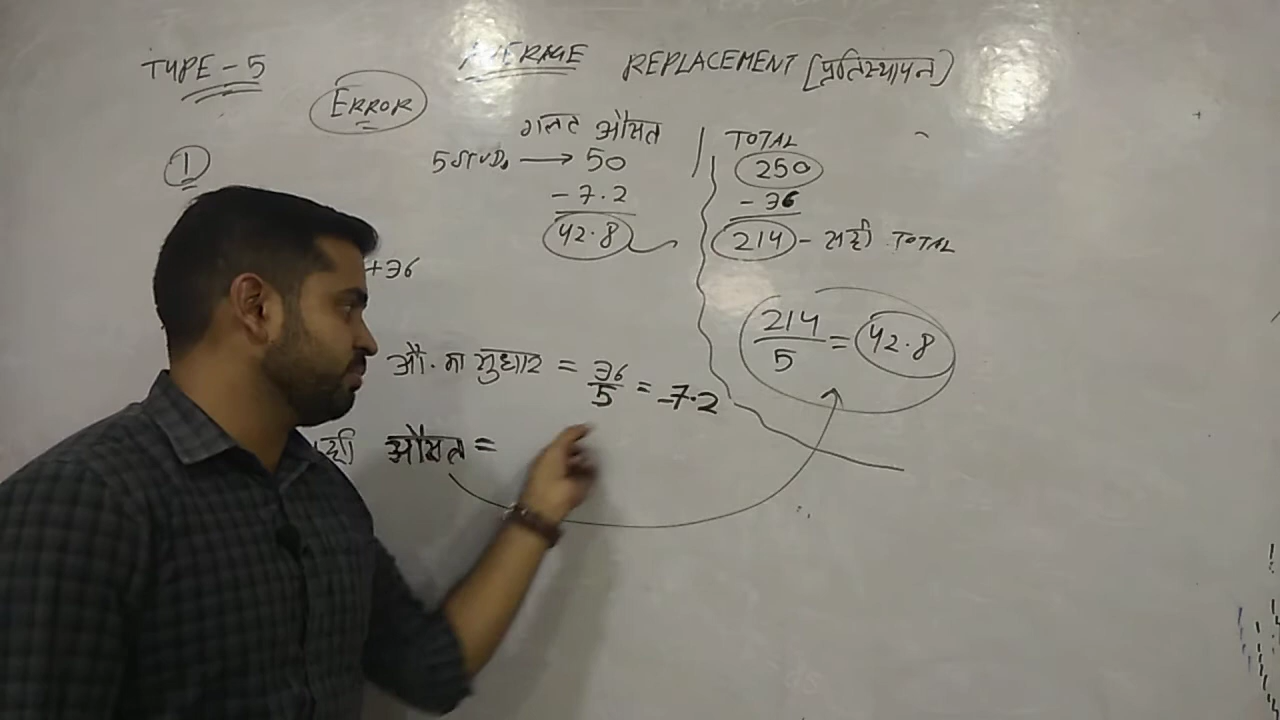 TYPE-5 AVERAGE REPLACEMENT [प्रतिस्थापन]
ERROR
1
गलत औसत TOTAL
5 STUD. → 50 250
-7.2 -36
42.8 214 - सही TOTAL
+36
214/5 = 42.8
औ. का सुधार = 36/5 = -7.2
सही औसत =